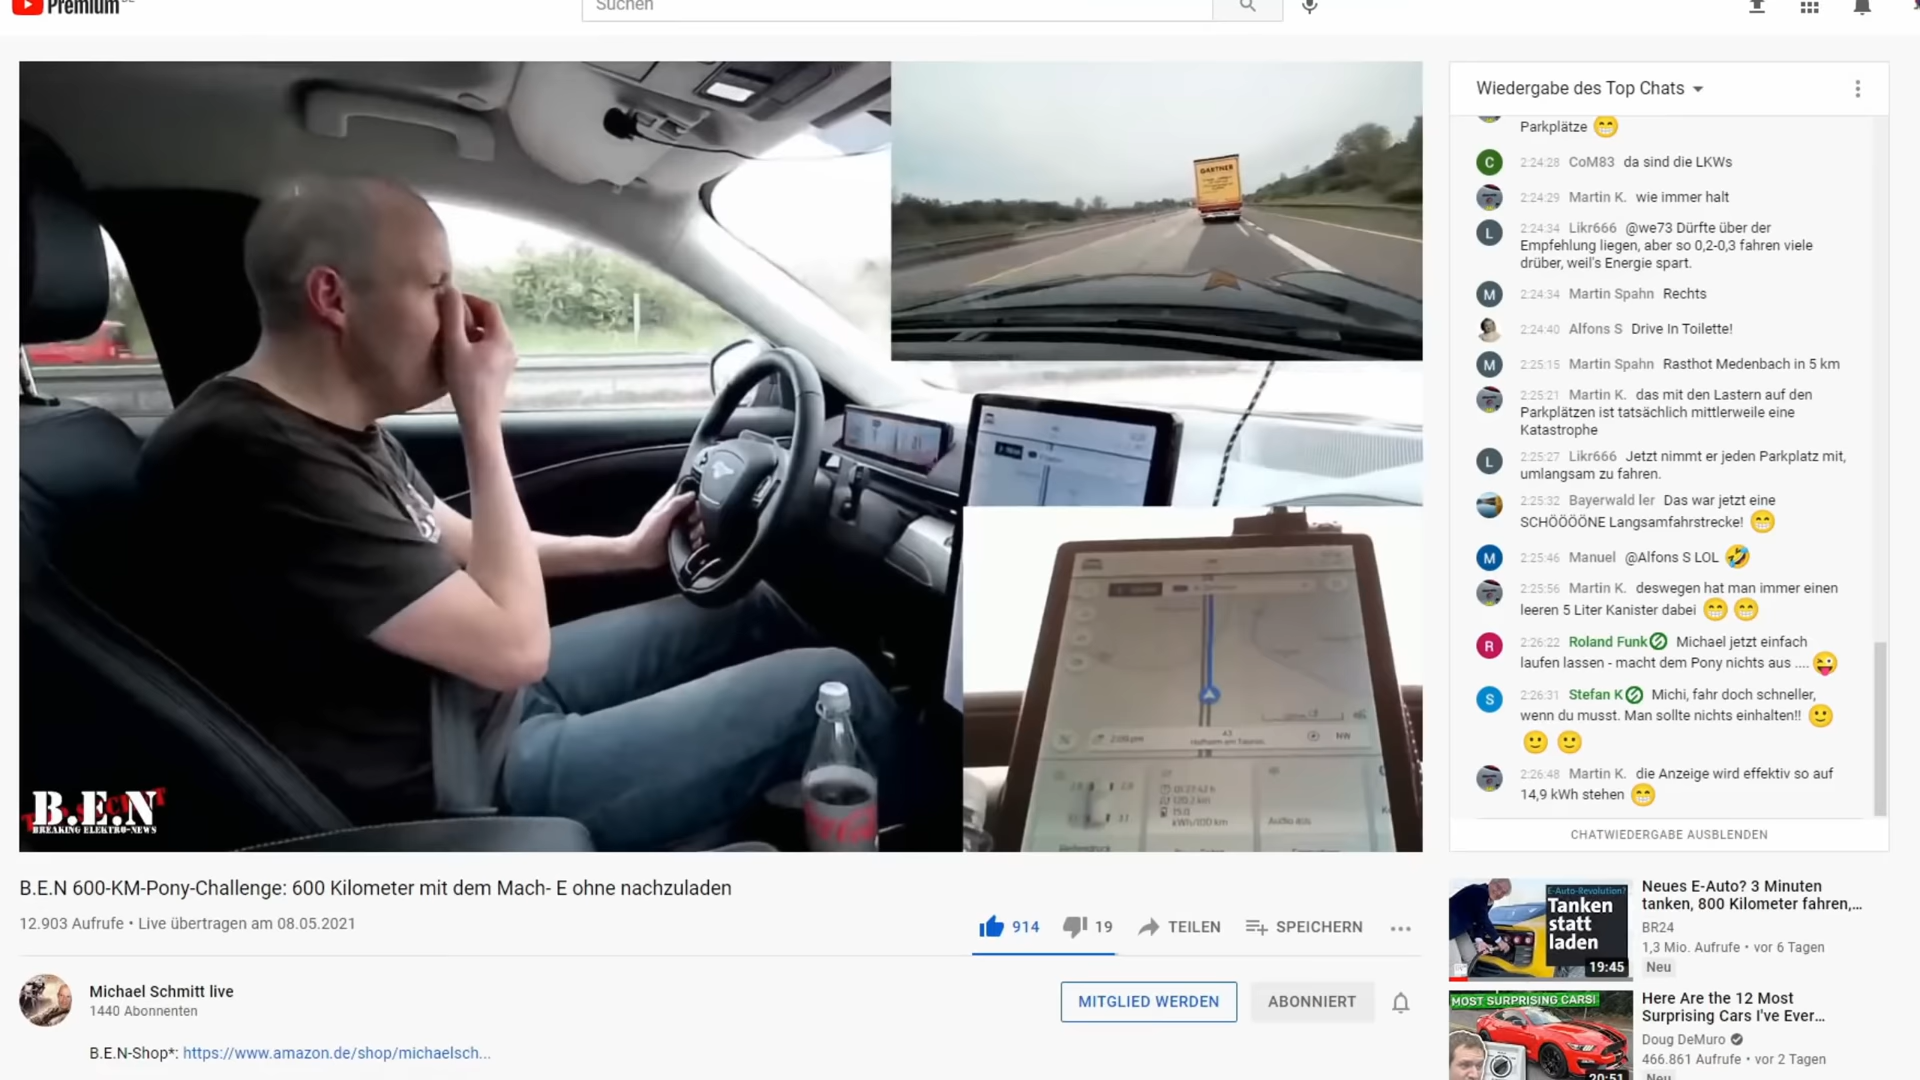 Premium
Suchen
GARTNER
B.E.N
BREAKING ELEKTRO-NEWS
Wiedergabe des Top Chats
Parkplätze 😁
C 2:24:28 CoM83 da sind die LKWs
2:24:29 Martin K. wie immer halt
L 2:24:34 Likr666 @we73 Dürfte über der
Empfehlung liegen, aber so 0,2-0,3 fahren viele
drüber, weil's Energie spart.
M 2:24:34 Martin Spahn Rechts
2:24:40 Alfons S Drive In Toilette!
M 2:25:15 Martin Spahn Rasthot Medenbach in 5 km
2:25:21 Martin K. das mit den Lastern auf den
Parkplätzen ist tatsächlich mittlerweile eine
Katastrophe
L 2:25:27 Likr666 Jetzt nimmt er jeden Parkplatz mit,
umlangsam zu fahren.
2:25:32 Bayerwald ler Das war jetzt eine
SCHÖÖÖÖNE Langsamfahrstrecke! 😁
M 2:25:46 Manuel @Alfons S LOL 🤣
2:25:56 Martin K. deswegen hat man immer einen
leeren 5 Liter Kanister dabei 😁 😁
R 2:26:22 Roland Funk Michael jetzt einfach
laufen lassen - macht dem Pony nichts aus .... 😜
S 2:26:31 Stefan K Michi, fahr doch schneller,
wenn du musst. Man sollte nichts einhalten!! 🙂
🙂 🙂
2:26:48 Martin K. die Anzeige wird effektiv so auf
14,9 kWh stehen 😁
CHATWIEDERGABE AUSBLENDEN
NW
kWh/100 km
Audio aus
B.E.N 600-KM-Pony-Challenge: 600 Kilometer mit dem Mach- E ohne nachzuladen
12.903 Aufrufe • Live übertragen am 08.05.2021
914 19 TEILEN SPEICHERN
Michael Schmitt live
1440 Abonnenten
MITGLIED WERDEN ABONNIERT
B.E.N-Shop*: https://www.amazon.de/shop/michaelsch...
E-Auto-Revolution?
Tanken
statt
laden
19:45
Neues E-Auto? 3 Minuten
tanken, 800 Kilometer fahren,...
BR24
1,3 Mio. Aufrufe • vor 6 Tagen
Neu
MOST SURPRISING CARS!
20:51
Here Are the 12 Most
Surprising Cars I've Ever...
Doug DeMuro
466.861 Aufrufe • vor 2 Tagen
Neu